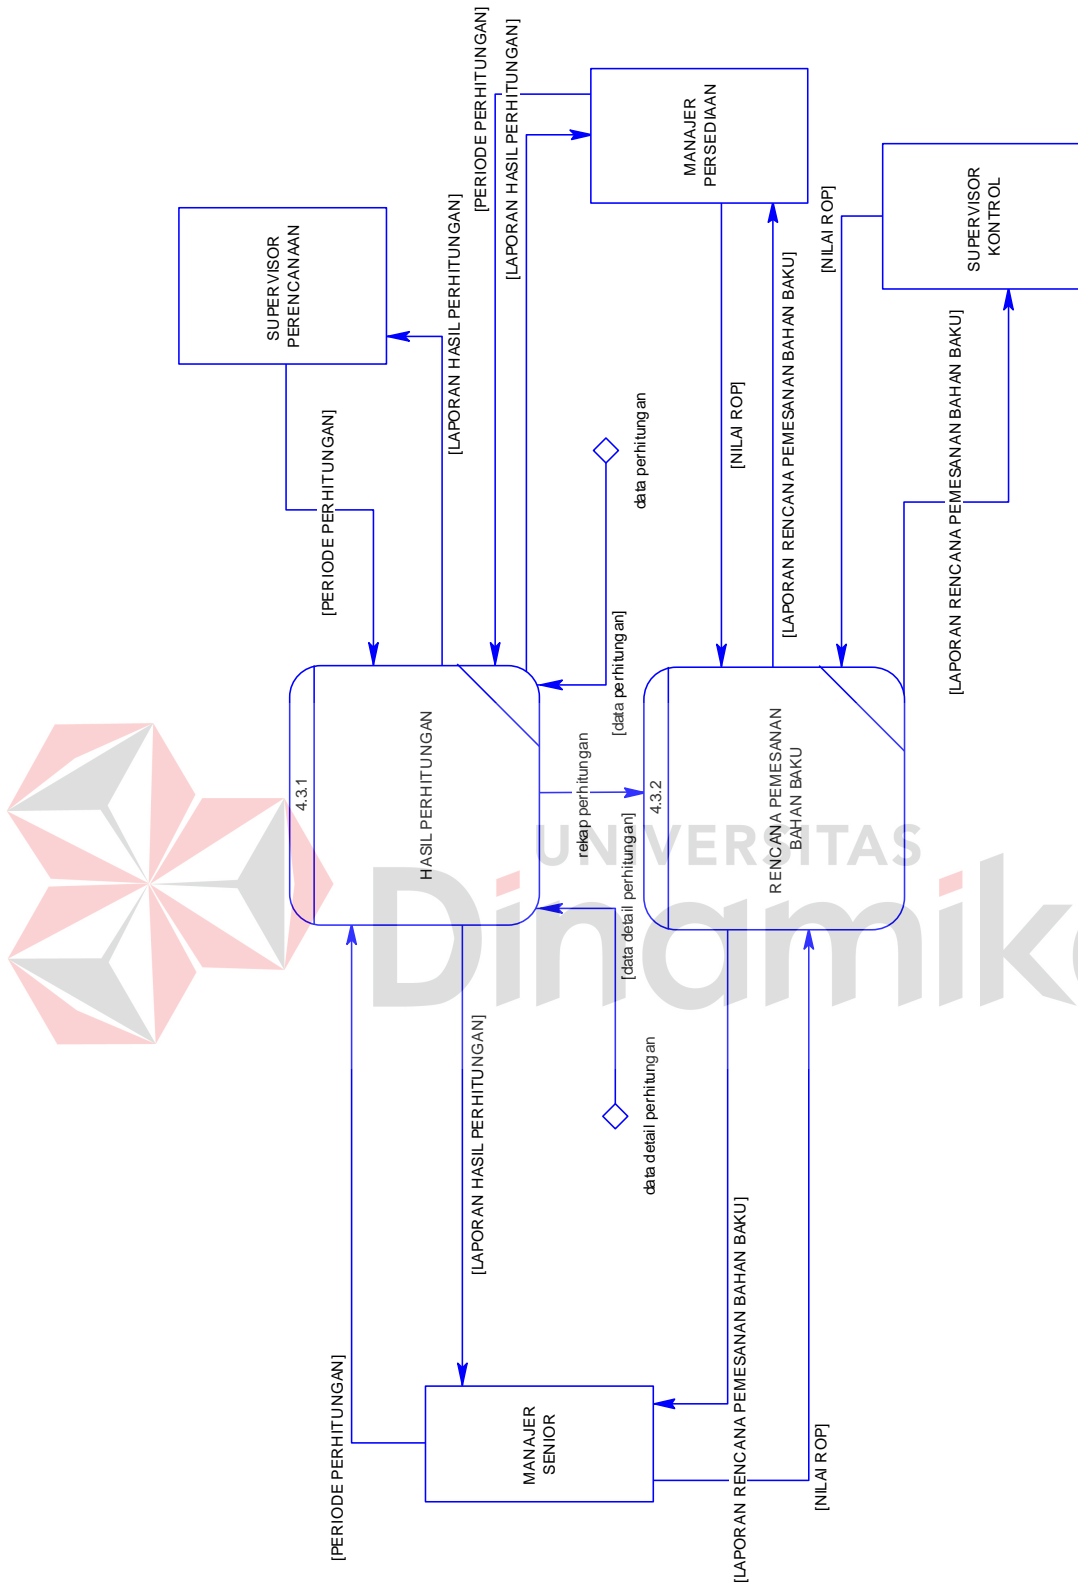 [PERIODE PERHITUNGAN]
[LAPORAN HASIL PERHITUNGAN]
MANAJER
PERSEDIAAN
SUPERVISOR
PERENCANAAN
[LAPORAN HASIL PERHITUNGAN]
[PERIODE PERHITUNGAN]
[NILAI ROP]
SUPERVISOR
KONTROL
[NILAI ROP]
[LAPORAN RENCANA PEMESANAN BAHAN BAKU]
[LAPORAN RENCANA PEMESANAN BAHAN BAKU]
data perhitungan
[data perhitungan]
4.3.1
HASIL PERHITUNGAN
rekap perhitungan
4.3.2
RENCANA PEMESANAN
BAHAN BAKU
UNIVERSITAS
Dinamika
[data detail perhitungan]
data detail perhitungan
[LAPORAN HASIL PERHITUNGAN]
[PERIODE PERHITUNGAN]
MANAJER
SENIOR
[LAPORAN RENCANA PEMESANAN BAHAN BAKU]
[NILAI ROP]